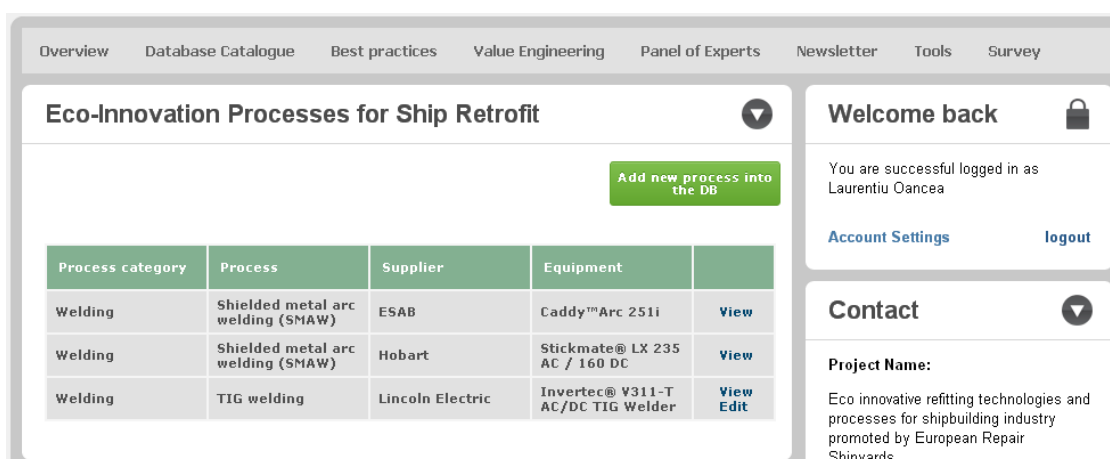 Overview Database Catalogue Best practices Value Engineering Panel of Experts Newsletter Tools Survey
Eco-Innovation Processes for Ship Retrofit
Add new process into
the DB
Process category Process Supplier Equipment
Welding Shielded metal arc welding (SMAW) ESAB Caddy™Arc 251i View
Welding Shielded metal arc welding (SMAW) Hobart Stickmate® LX 235 AC / 160 DC View
Welding TIG welding Lincoln Electric Invertec® V311-T AC/DC TIG Welder View Edit
Welcome back
You are successful logged in as
Laurentiu Oancea
Account Settings logout
Contact
Project Name:
Eco innovative refitting technologies and
processes for shipbuilding industry
promoted by European Repair
Shipyards